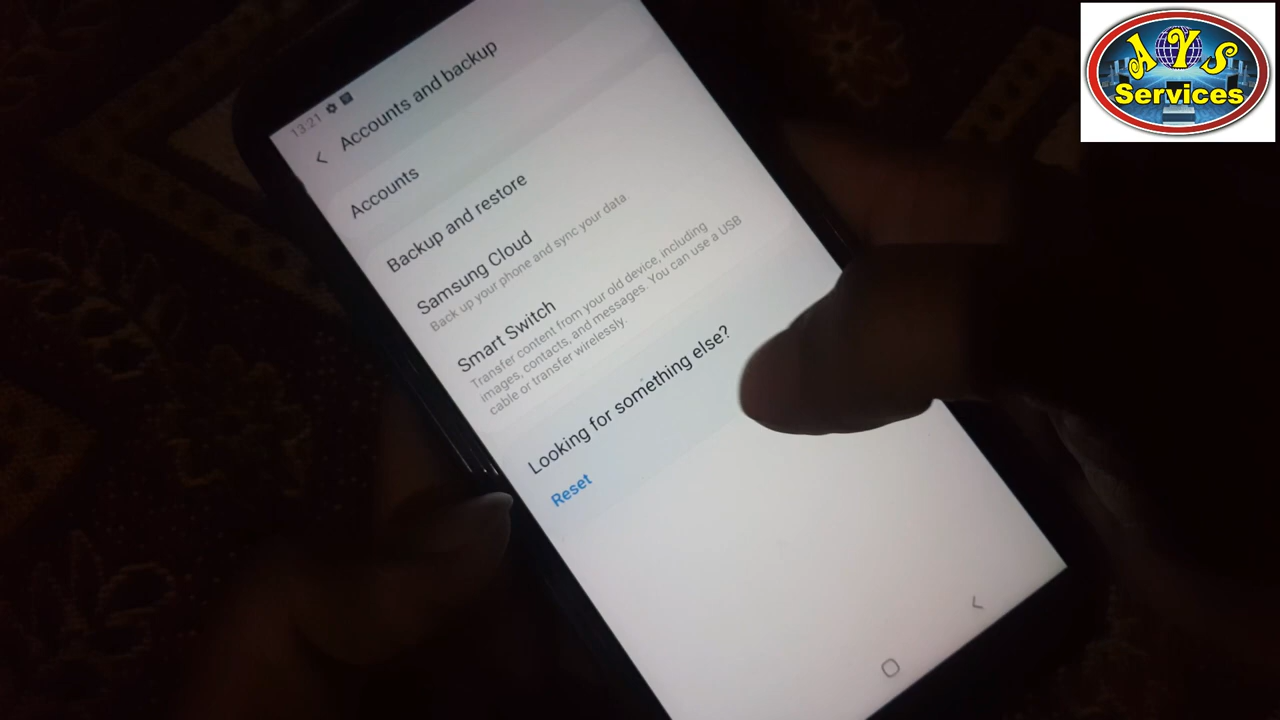 AYS
Services
13:21
Accounts and backup
Accounts
Backup and restore
Samsung Cloud
Back up your phone and sync your data.
Smart Switch
Transfer content from your old device, including
images, contacts, and messages. You can use a USB
cable or transfer wirelessly.
Looking for something else?
Reset